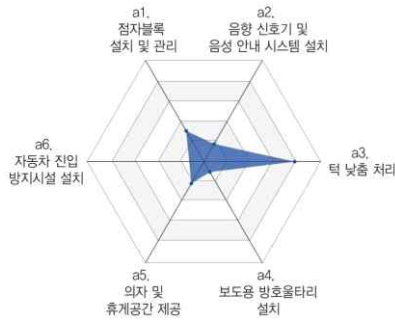 a1.
점자블록
설치 및 관리
a2.
음향 신호기 및
음성 안내 시스템 설치
a3.
턱 낮춤 처리
a4.
보도용 방호울타리
설치
a5.
의자 및
휴게공간 제공
a6.
자동차 진입
방지시설 설치